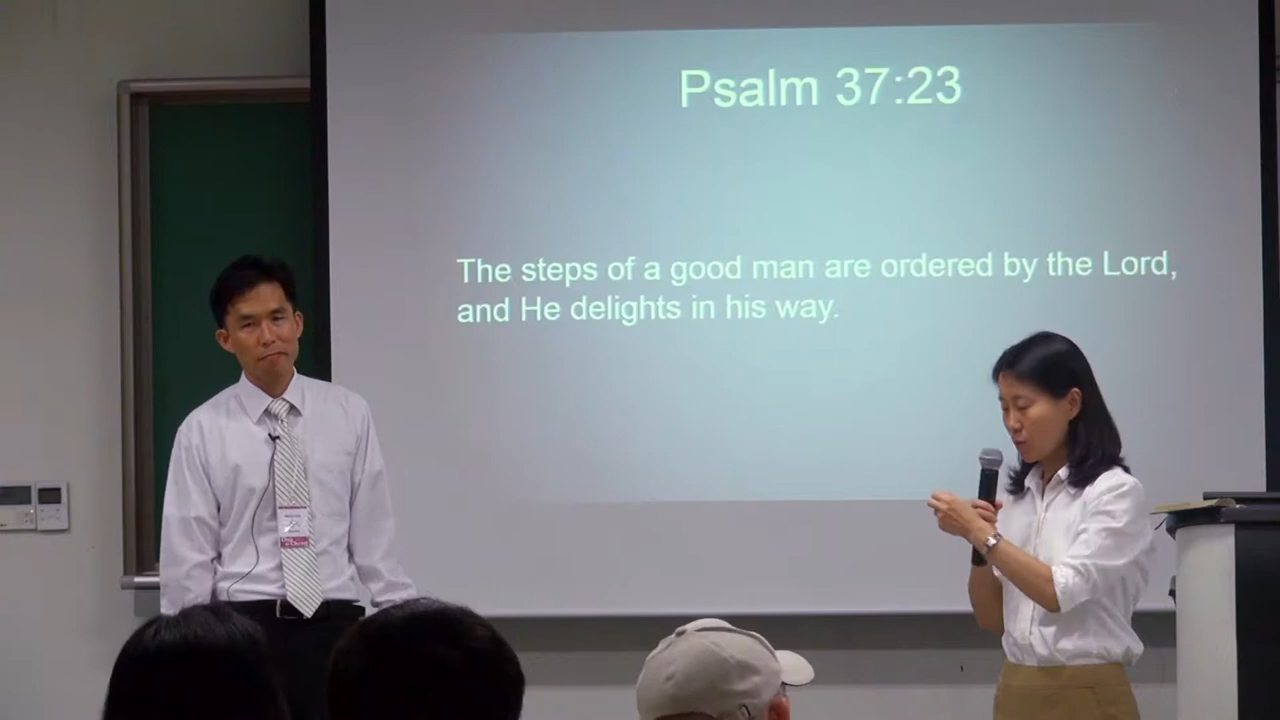 Psalm 37:23
The steps of a good man are ordered by the Lord,
and He delights in his way.